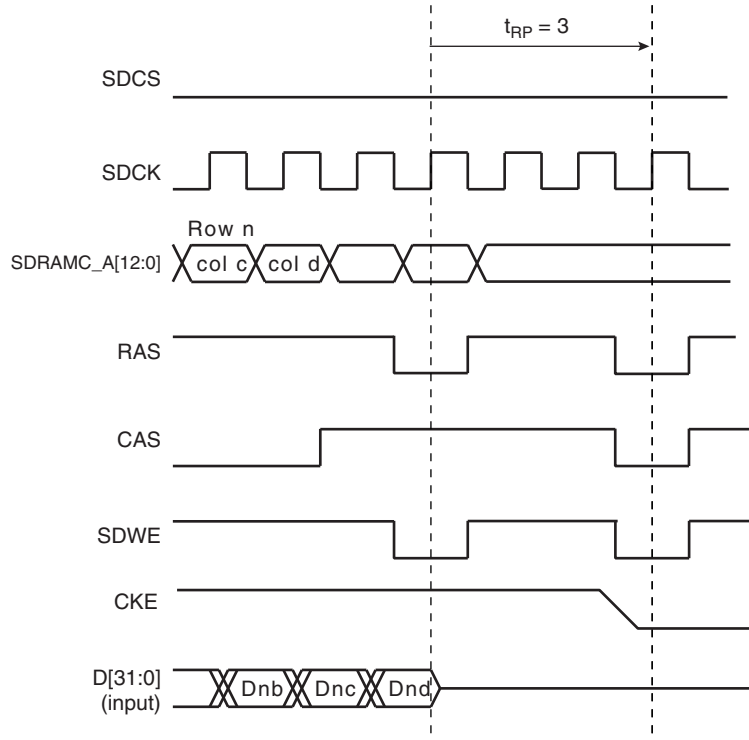 t_RP = 3
SDCS
SDCK
Row n
SDRAMC_A[12:0]
col c
col d
RAS
CAS
SDWE
CKE
D[31:0]
(input)
Dnb
Dnc
Dnd